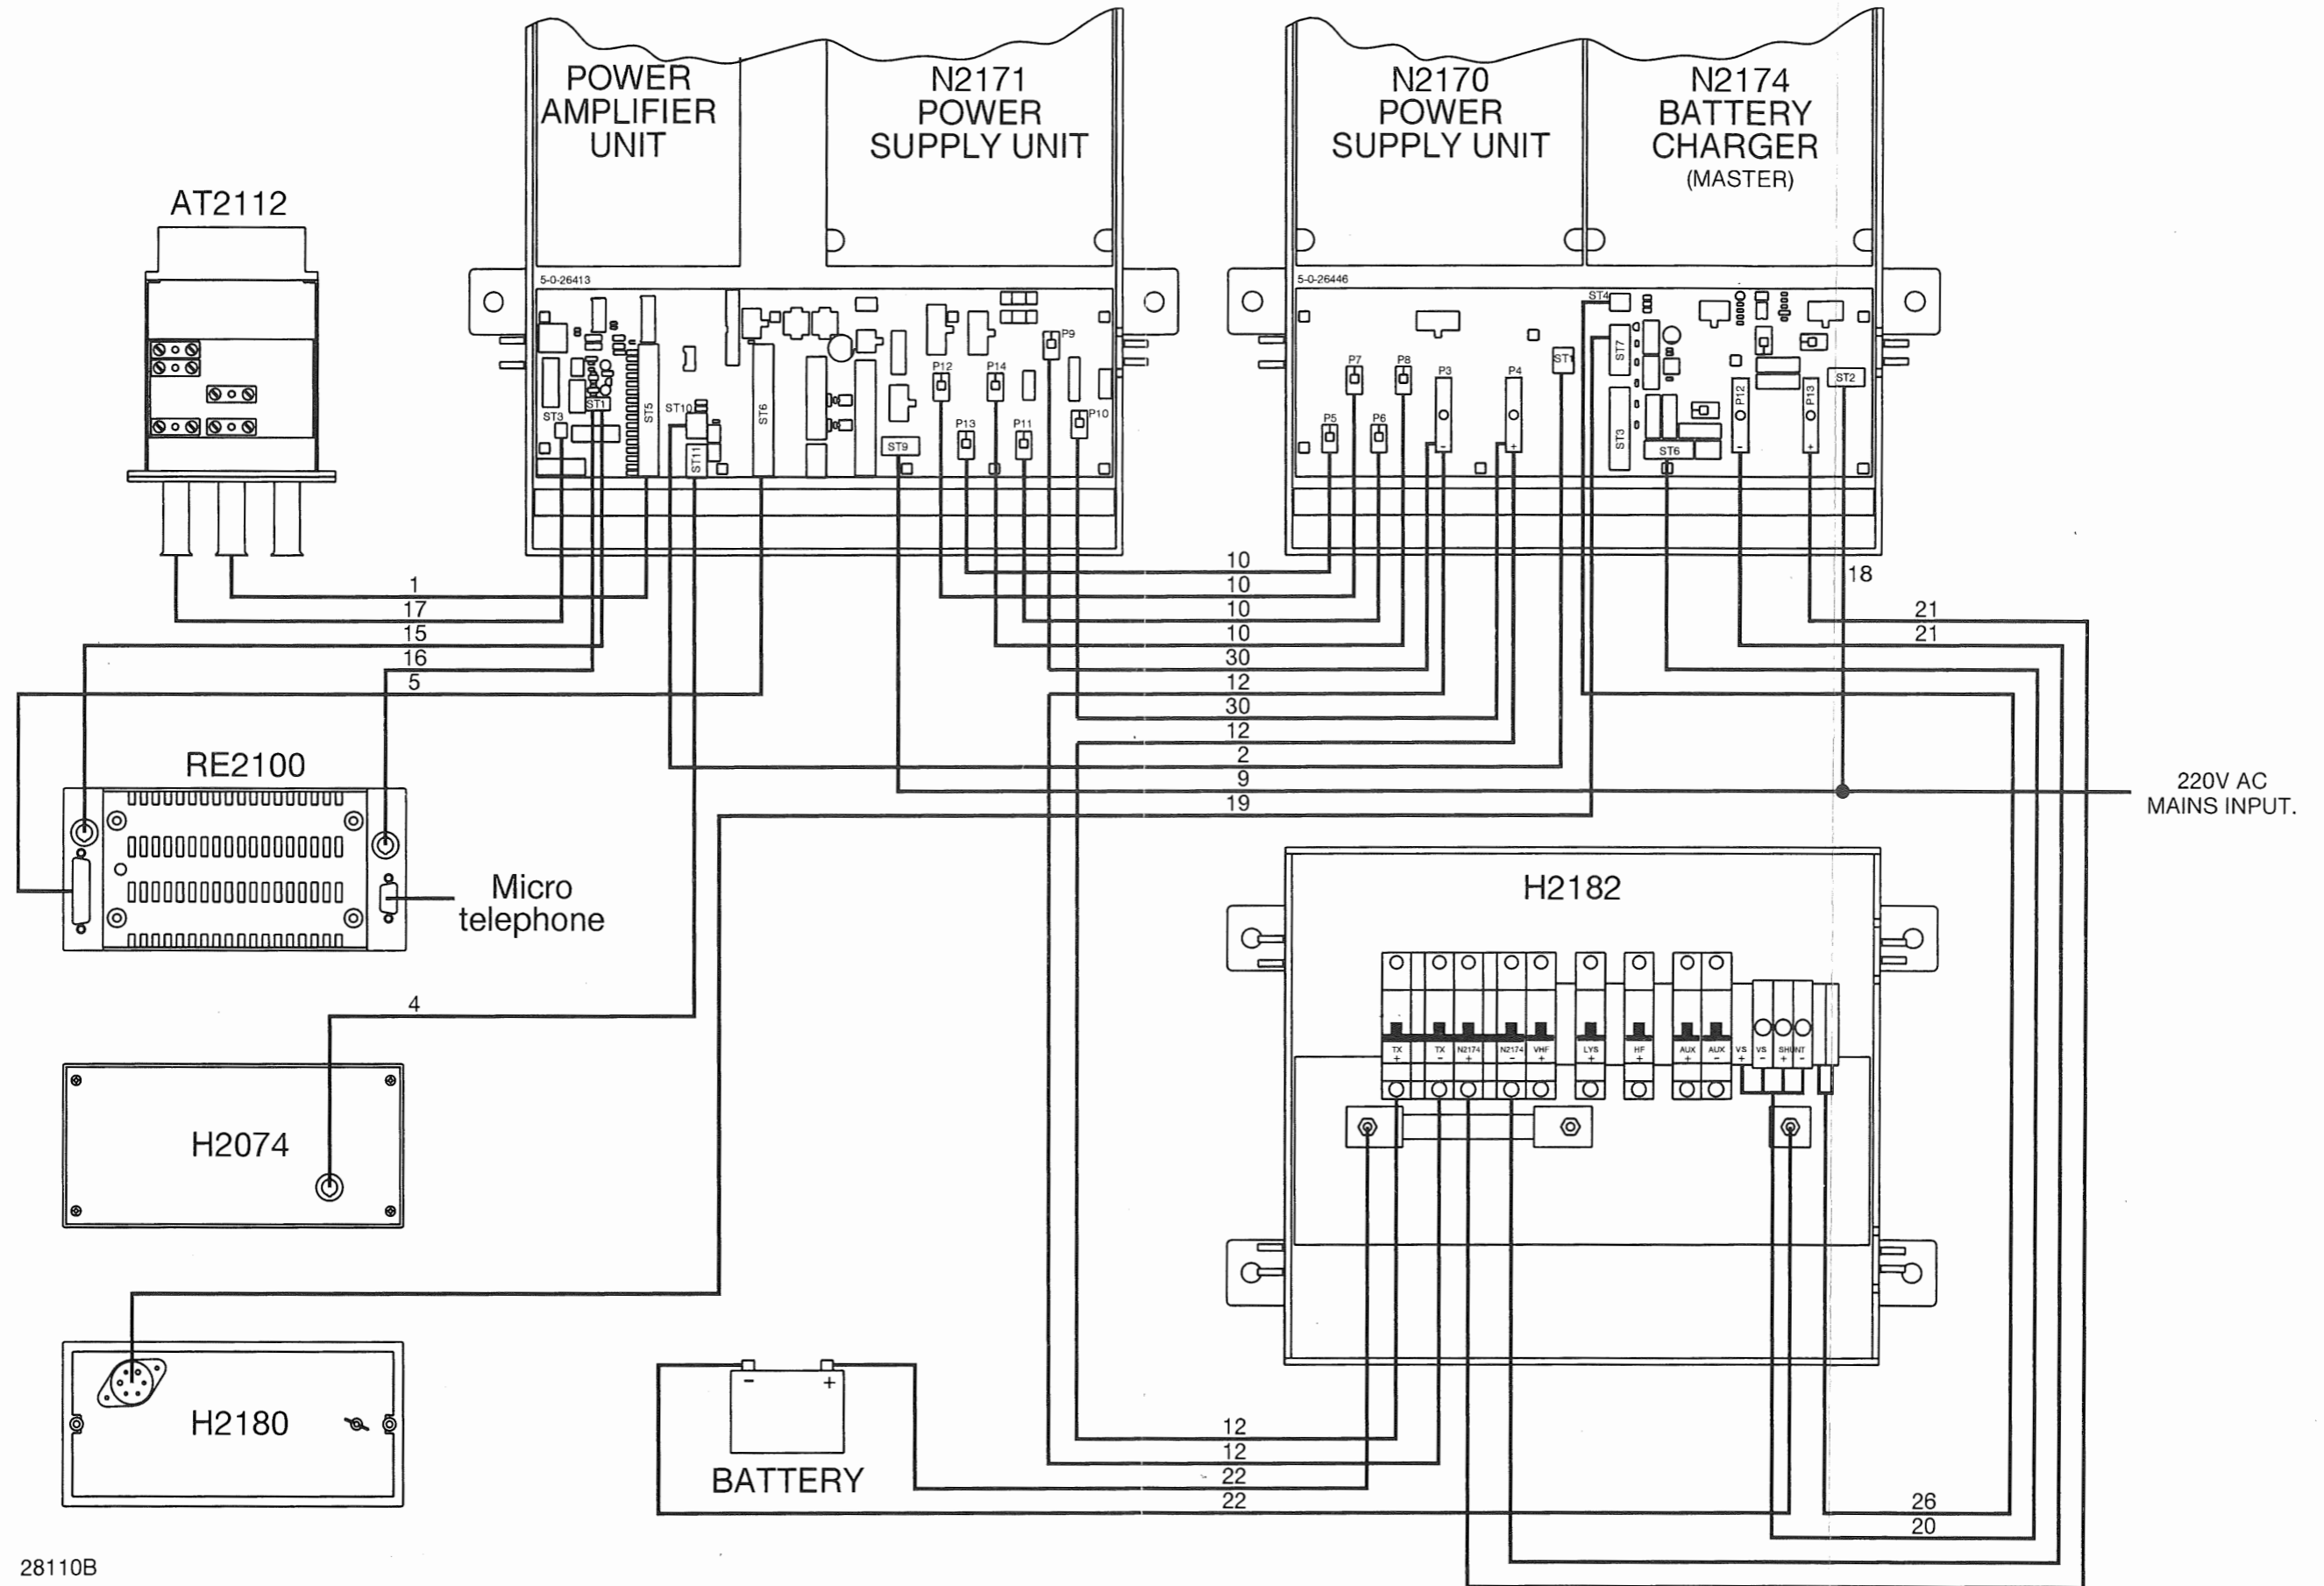 POWER
AMPLIFIER
UNIT
N2171
POWER
SUPPLY UNIT
N2170
POWER
SUPPLY UNIT
N2174
BATTERY
CHARGER
(MASTER)
AT2112
5-0-26413
5-0-26446
ST4
P9
ST7
P7
P8
P12
P14
P3
P4
ST1
ST2
P12
P13
ST3
ST1
ST5
ST10
ST6
P10
P13
P11
P5
P6
ST3
ST9
ST11
ST6
-
+
-
+
10
18
1
10
17
10
21
15
10
21
16
30
5
12
30
12
2
9
220V AC
MAINS INPUT.
19
RE2100
Micro
telephone
H2182
4
TX
+
TX
-
N2174
+
N2174
-
VHF
+
LYS
+
HF
+
AUX
+
AUX
-
VS
+
VS
-
SHUNT
+ -
H2074
H2180
- +
BATTERY
12
12
22
22
26
20
28110B